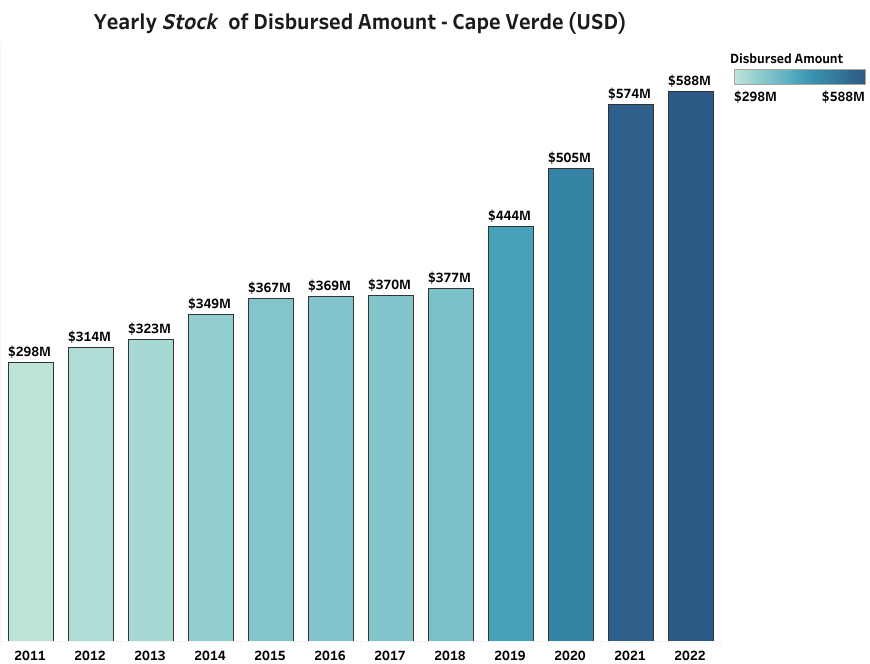 Yearly Stock of Disbursed Amount - Cape Verde (USD)
Disbursed Amount
$298M $588M
$298M
$314M
$323M
$349M
$367M
$369M
$370M
$377M
$444M
$505M
$574M
$588M
2011 2012 2013 2014 2015 2016 2017 2018 2019 2020 2021 2022